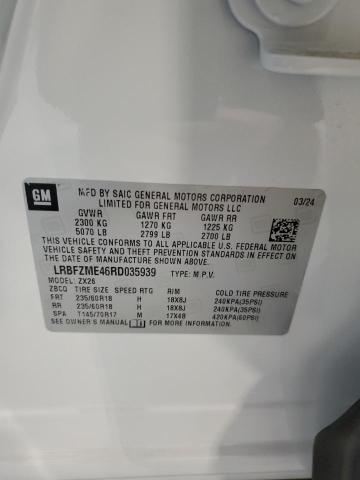 GM
MFD BY SAIC GENERAL MOTORS CORPORATION 03/24
LIMITED FOR GENERAL MOTORS LLC
GVWR GAWR FRT GAWR RR
2300 KG 1270 KG 1225 KG
5070 LB 2799 LB 2700 LB
THIS VEHICLE CONFORMS TO ALL APPLICABLE U.S. FEDERAL MOTOR
VEHICLE SAFETY, BUMPER, AND THEFT PREVENTION STANDARDS IN EFFECT ON
THE DATE OF MANUFACTURE SHOWN ABOVE.
LRBFZME46RD035939 TYPE: M.P.V.
MODEL: ZX26
ZBCQ TIRE SIZE SPEED RTG RIM COLD TIRE PRESSURE
FRT 235/60R18 H 18X8J 240KPA(35PSI)
RR 235/60R18 H 18X8J 240KPA(35PSI)
SPA T145/70R17 M 17X4B 420KPA(60PSI)
SEE OWNER'S MANUAL FOR ADDITIONAL INFORMATION